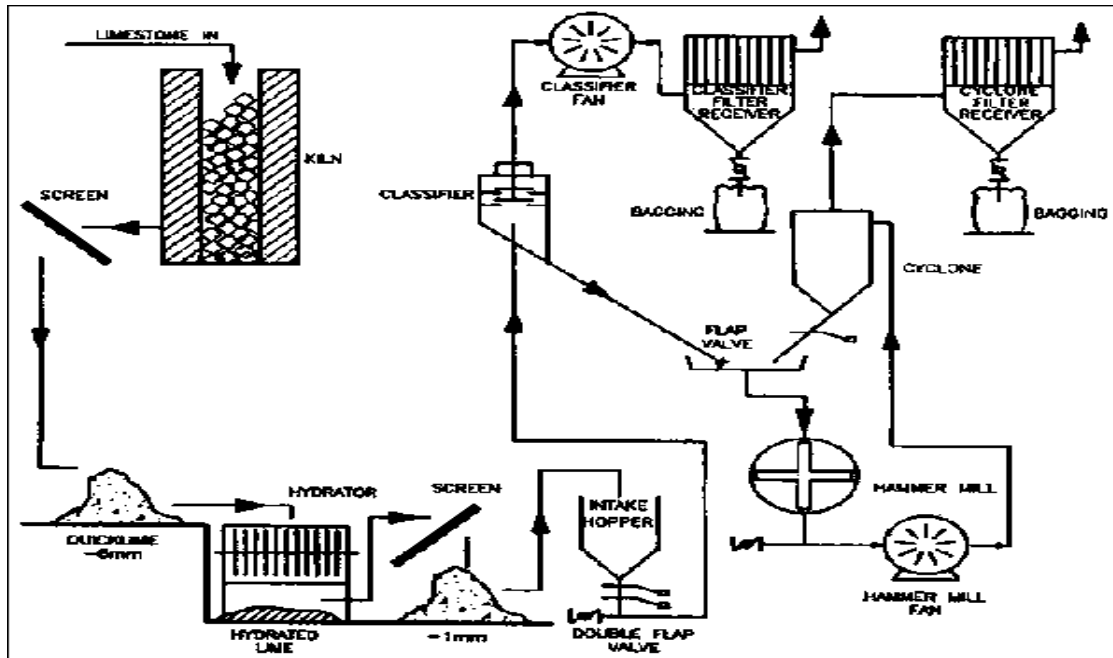 LIMESTONE IN
KILN
SCREEN
CLASSIFIER
FAN
CLASSIFIER
FILTER
RECEIVER
CYCLONE
FILTER
RECEIVER
CLASSIFIER
BAGGING
BAGGING
CYCLONE
FLAP
VALVE
HAMMER MILL
HAMMER MILL
FAN
QUICKLIME
-6mm
HYDRATOR
SCREEN
INTAKE
HOPPER
HYDRATED
LIME
-1mm
DOUBLE FLAP
VALVE